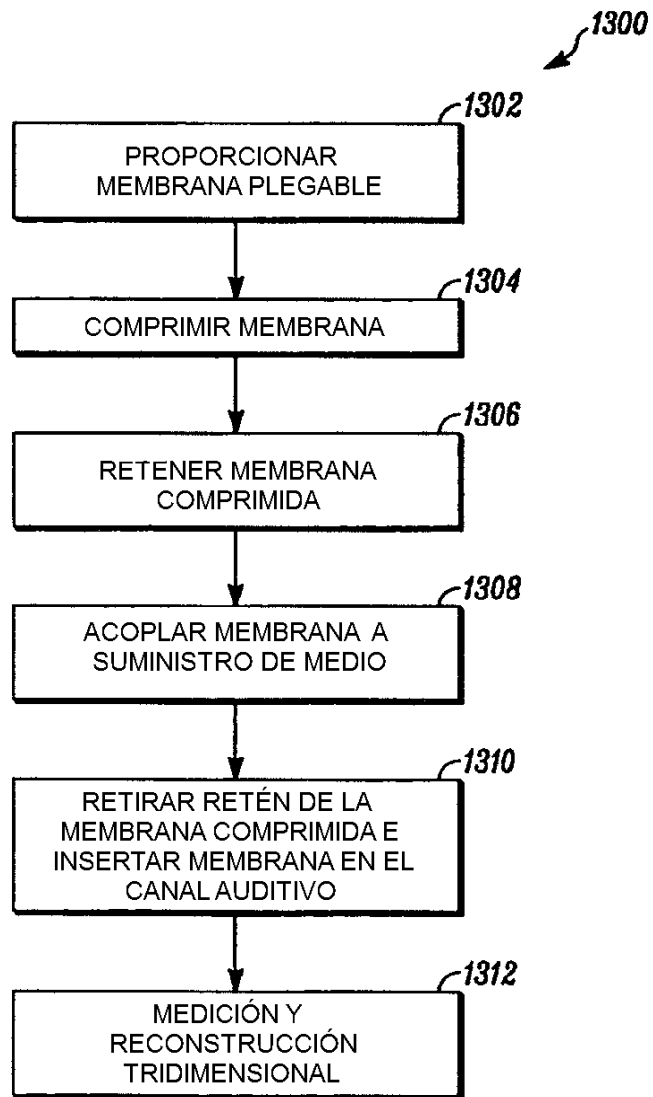 1300
1302
PROPORCIONAR
MEMBRANA PLEGABLE
1304
COMPRIMIR MEMBRANA
1306
RETENER MEMBRANA
COMPRIMIDA
1308
ACOPLAR MEMBRANA A
SUMINISTRO DE MEDIO
1310
RETIRAR RETÉN DE LA
MEMBRANA COMPRIMIDA E
INSERTAR MEMBRANA EN EL
CANAL AUDITIVO
1312
MEDICIÓN Y
RECONSTRUCCIÓN
TRIDIMENSIONAL